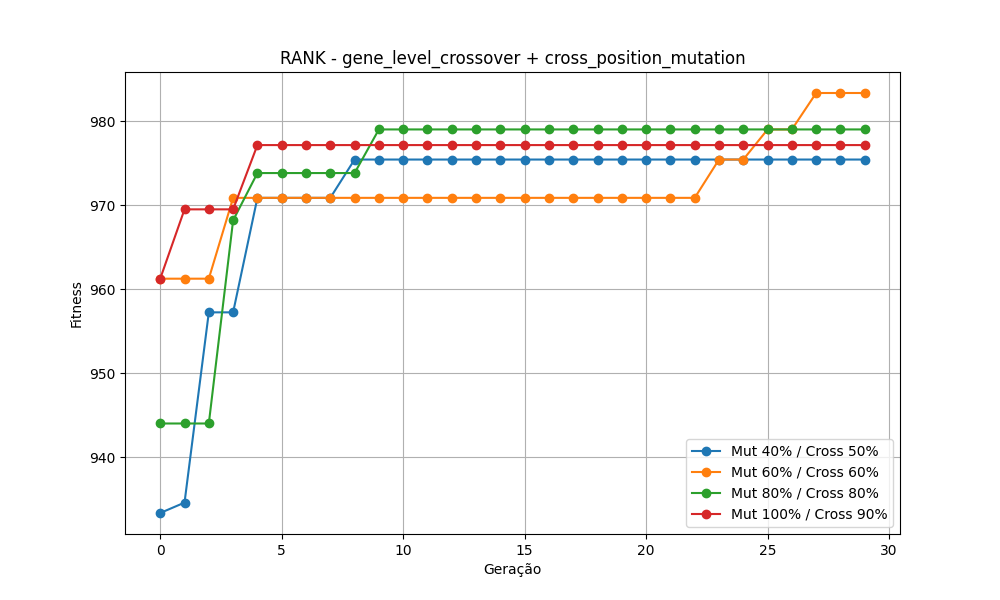 RANK - gene_level_crossover + cross_position_mutation
Fitness
980
970
960
950
940
0 5 10 15 20 25 30
Geração
Mut 40% / Cross 50%
Mut 60% / Cross 60%
Mut 80% / Cross 80%
Mut 100% / Cross 90%